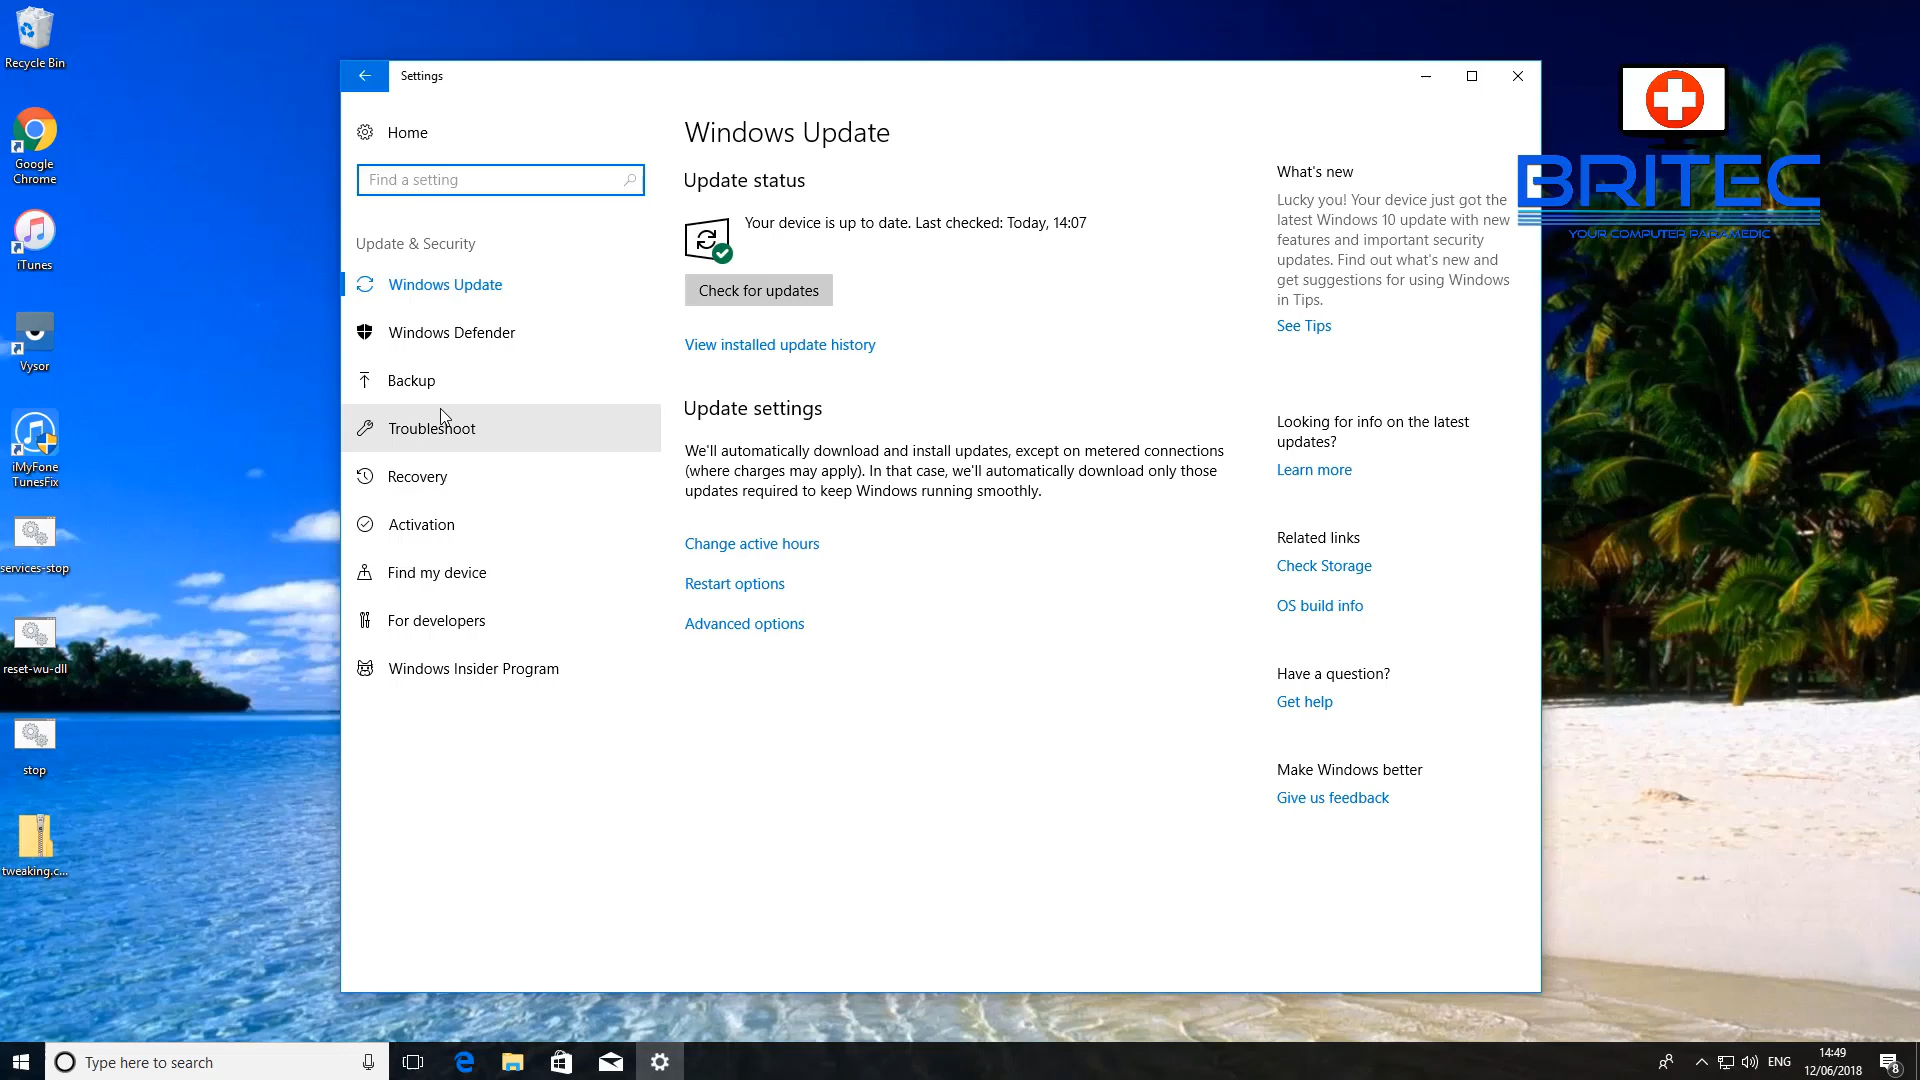 Recycle Bin
Google
Chrome
iTunes
Vysor
iMyFone
TunesFix
services-stop
reset-wu-dll
stop
tweaking.c...
Settings
Home
Find a setting
Update & Security
Windows Update
Windows Defender
Backup
Troubleshoot
Recovery
Activation
Find my device
For developers
Windows Insider Program
Windows Update
Update status
Your device is up to date. Last checked: Today, 14:07
Check for updates
View installed update history
Update settings
We'll automatically download and install updates, except on metered connections
(where charges may apply). In that case, we'll automatically download only those
updates required to keep Windows running smoothly.
Change active hours
Restart options
Advanced options
What's new
Lucky you! Your device just got the
latest Windows 10 update with new
features and important security
updates. Find out what's new and
get suggestions for using Windows
in Tips.
See Tips
Looking for info on the latest
updates?
Learn more
Related links
Check Storage
OS build info
Have a question?
Get help
Make Windows better
Give us feedback
BRITEC
YOUR COMPUTER PARAMEDIC
Type here to search
ENG
14:49
12/06/2018
8